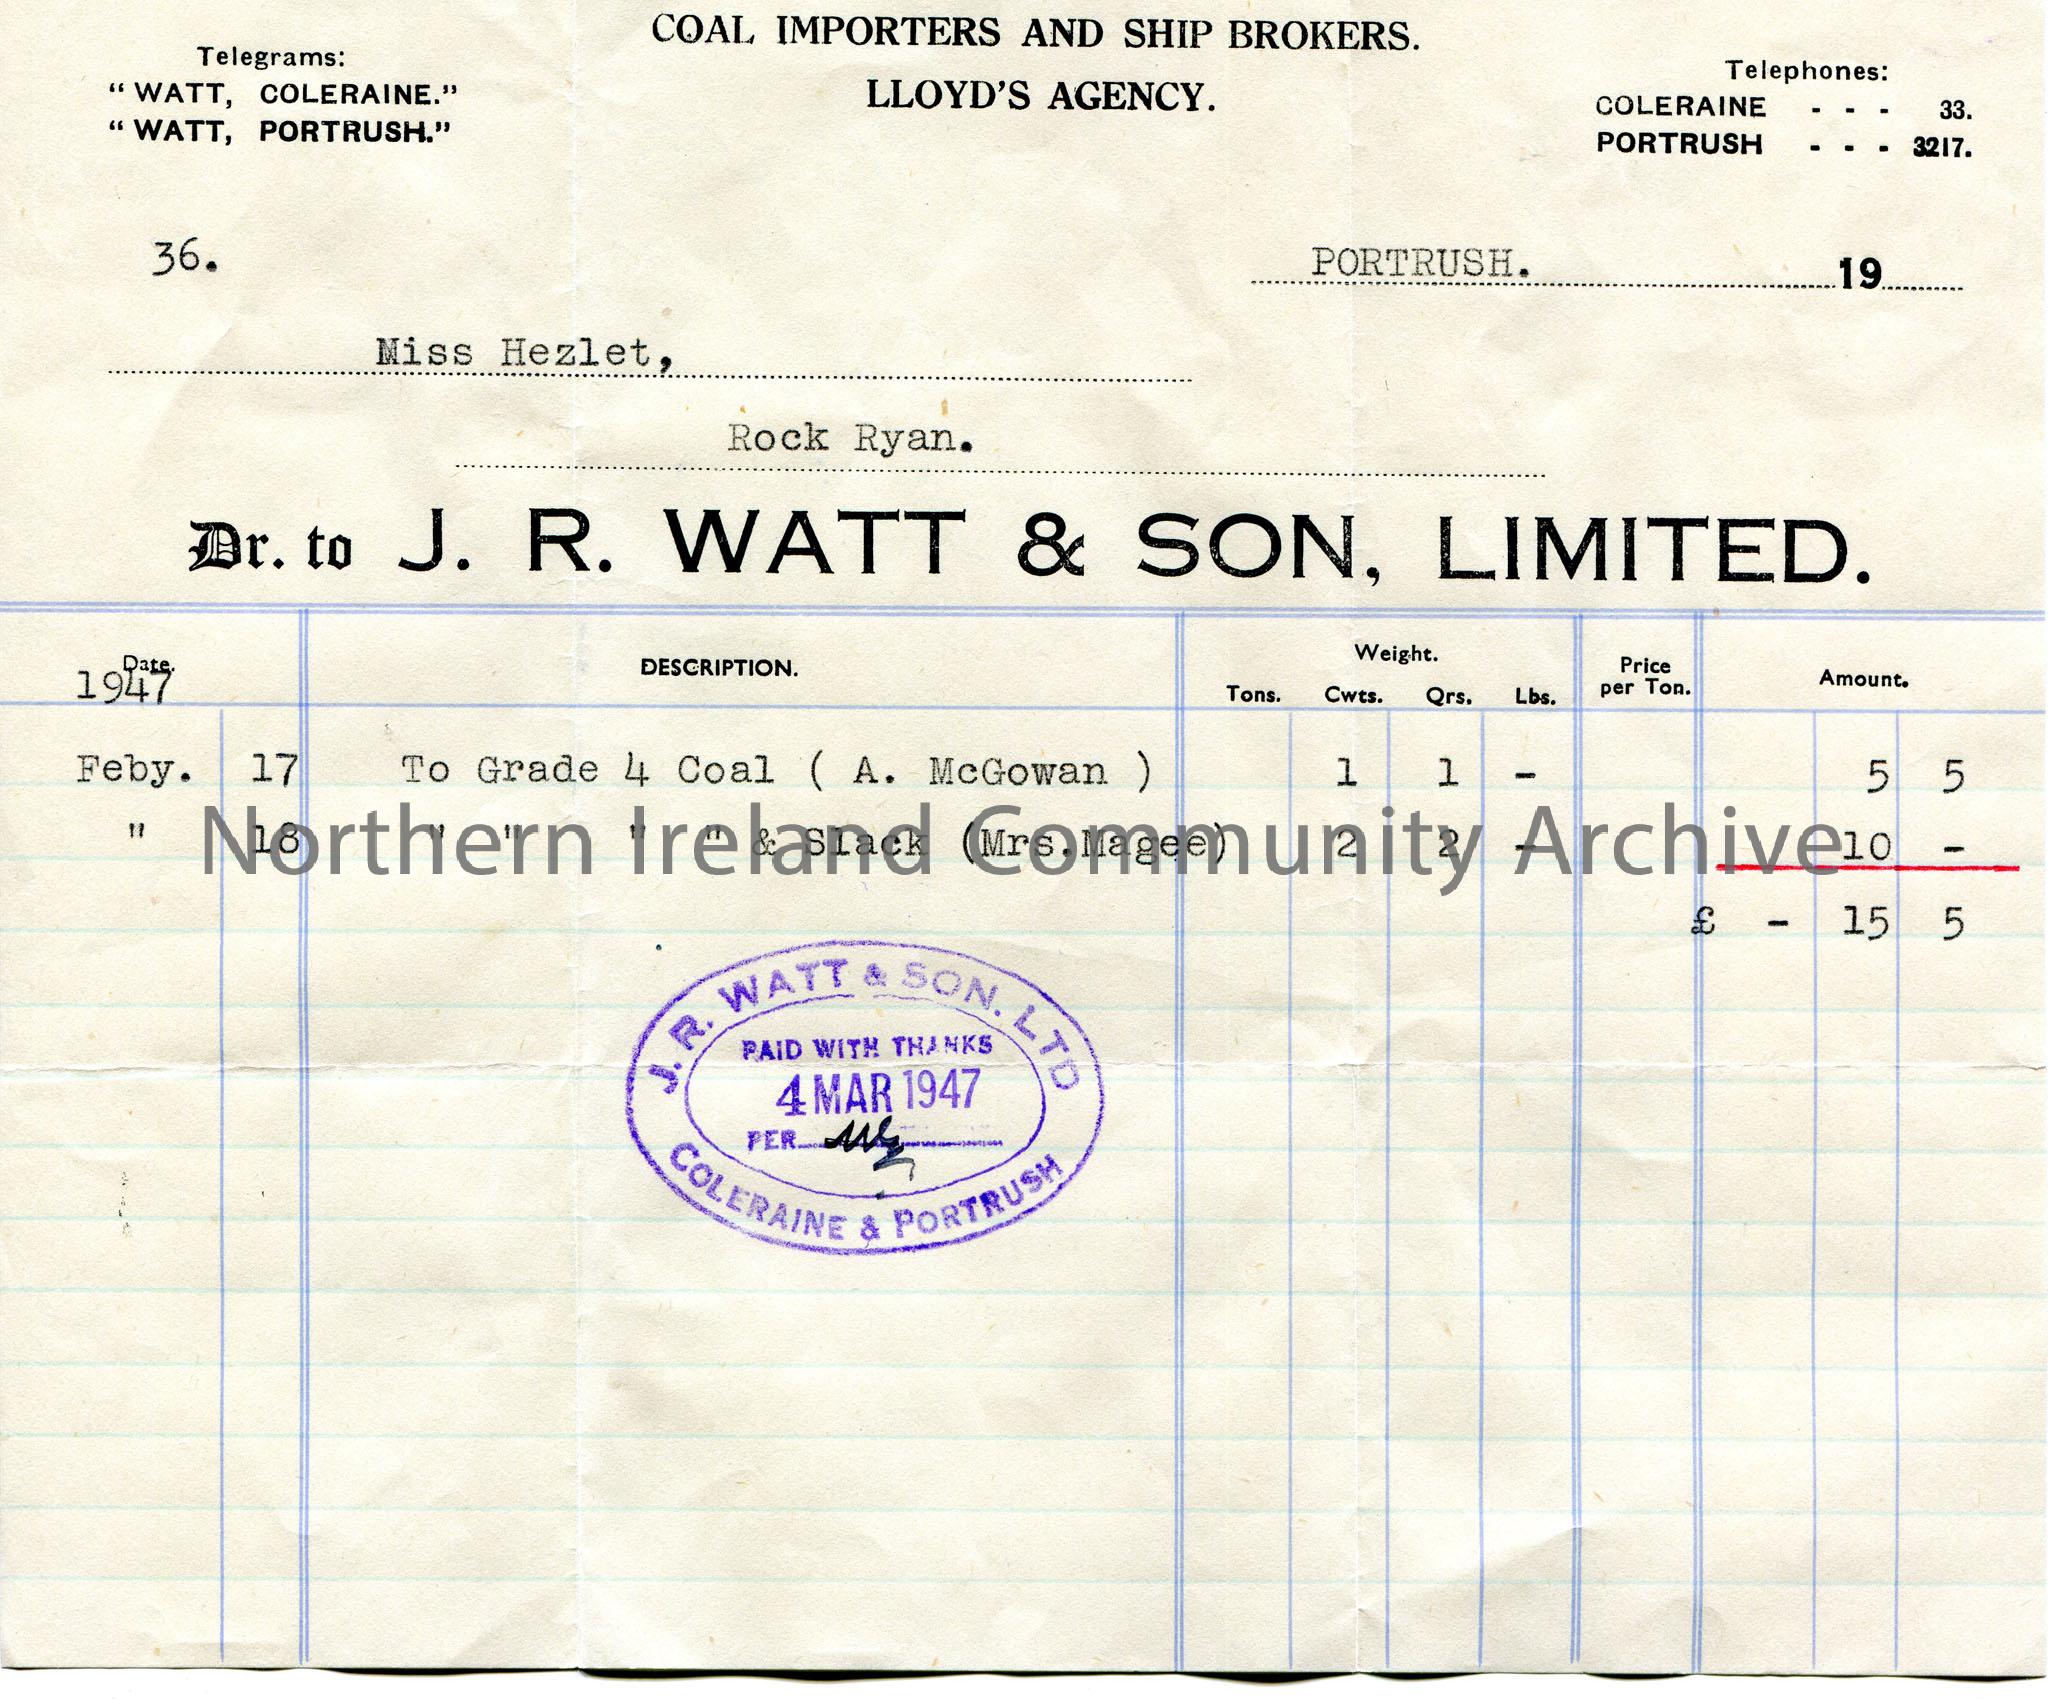 COAL IMPORTERS AND SHIP BROKERS.
LLOYD'S AGENCY.
Telegrams:
"WATT, COLERAINE."
"WATT, PORTRUSH."
Telephones:
COLERAINE - - - 33.
PORTRUSH - - - 3217.
36.
PORTRUSH. 19
Miss Hezlet,
Rock Ryan.
Dr. to J. R. WATT & SON, LIMITED.
Date. DESCRIPTION. Weight. Price per Ton. Amount.
1947 Tons. Cwts. Qrs. Lbs.
Feby. 17 To Grade 4 Coal ( A. McGowan ) 1 1 - 5 5
" 18 " " " " & Slack (Mrs.Magee) 2 2 - 10 -
Northern Ireland Community Archive
£ - 15 5
J. R. WATT & SON. LTD
PAID WITH THANKS
4 MAR 1947
PER
COLERAINE & PORTRUSH